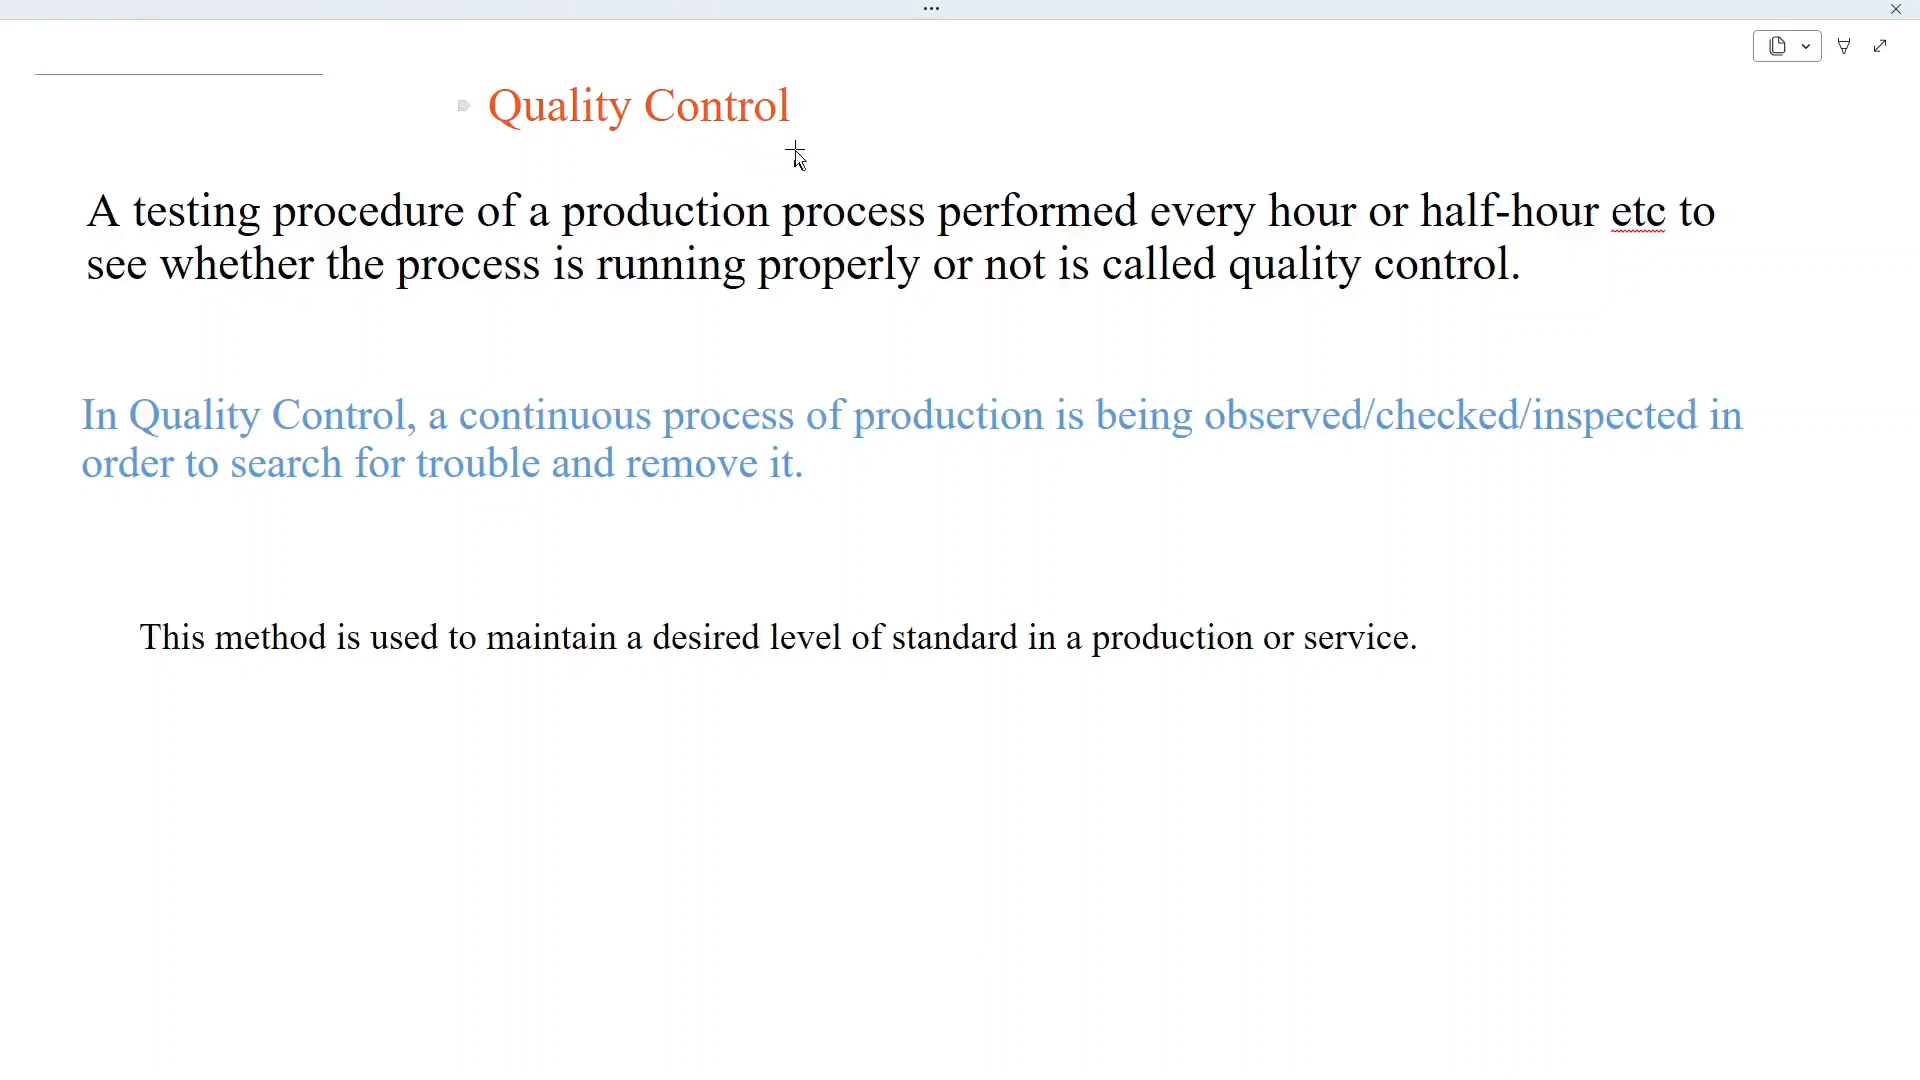 Quality Control
A testing procedure of a production process performed every hour or half-hour etc to
see whether the process is running properly or not is called quality control.
In Quality Control, a continuous process of production is being observed/checked/inspected in
order to search for trouble and remove it.
This method is used to maintain a desired level of standard in a production or service.